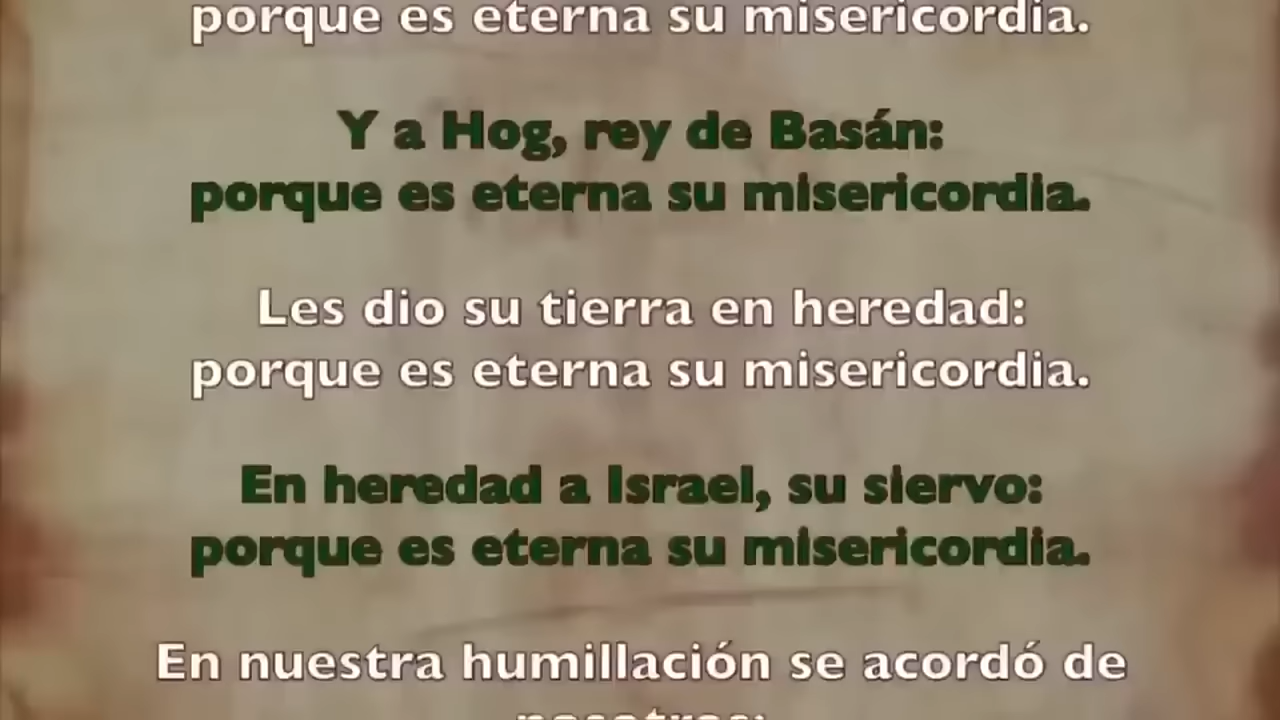 porque es eterna su misericordia.
Y a Hog, rey de Basán:
porque es eterna su misericordia.
Les dio su tierra en heredad:
porque es eterna su misericordia.
En heredad a Israel, su siervo:
porque es eterna su misericordia.
En nuestra humillación se acordó de